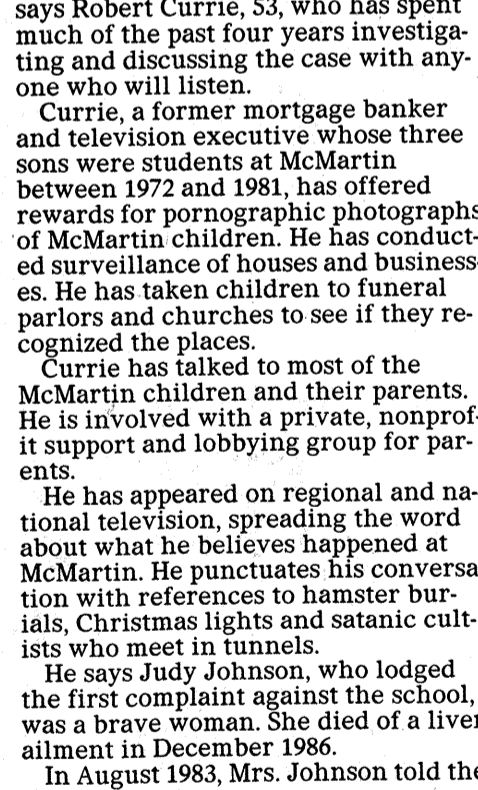 says Robert Currie, 53, who has spent
much of the past four years investiga-
ting and discussing the case with any-
one who will listen.
Currie, a former mortgage banker
and television executive whose three
sons were students at McMartin
between 1972 and 1981, has offered
rewards for pornographic photographs
of McMartin children. He has conduct-
ed surveillance of houses and business-
es. He has taken children to funeral
parlors and churches to see if they re-
cognized the places.
Currie has talked to most of the
McMartin children and their parents.
He is involved with a private, nonprof-
it support and lobbying group for par-
ents.
He has appeared on regional and na-
tional television, spreading the word
about what he believes happened at
McMartin. He punctuates his conversa
tion with references to hamster bur-
ials, Christmas lights and satanic cult-
ists who meet in tunnels.
He says Judy Johnson, who lodged
the first complaint against the school,
was a brave woman. She died of a liver
ailment in December 1986.
In August 1983, Mrs. Johnson told the